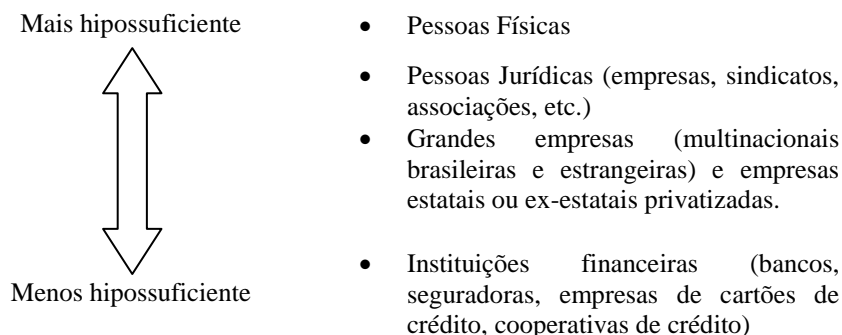 Mais hipossuficiente
• Pessoas Físicas
• Pessoas Jurídicas (empresas, sindicatos,
associações, etc.)
• Grandes empresas (multinacionais
brasileiras e estrangeiras) e empresas
estatais ou ex-estatais privatizadas.
Menos hipossuficiente
• Instituições financeiras (bancos,
seguradoras, empresas de cartões de
crédito, cooperativas de crédito)